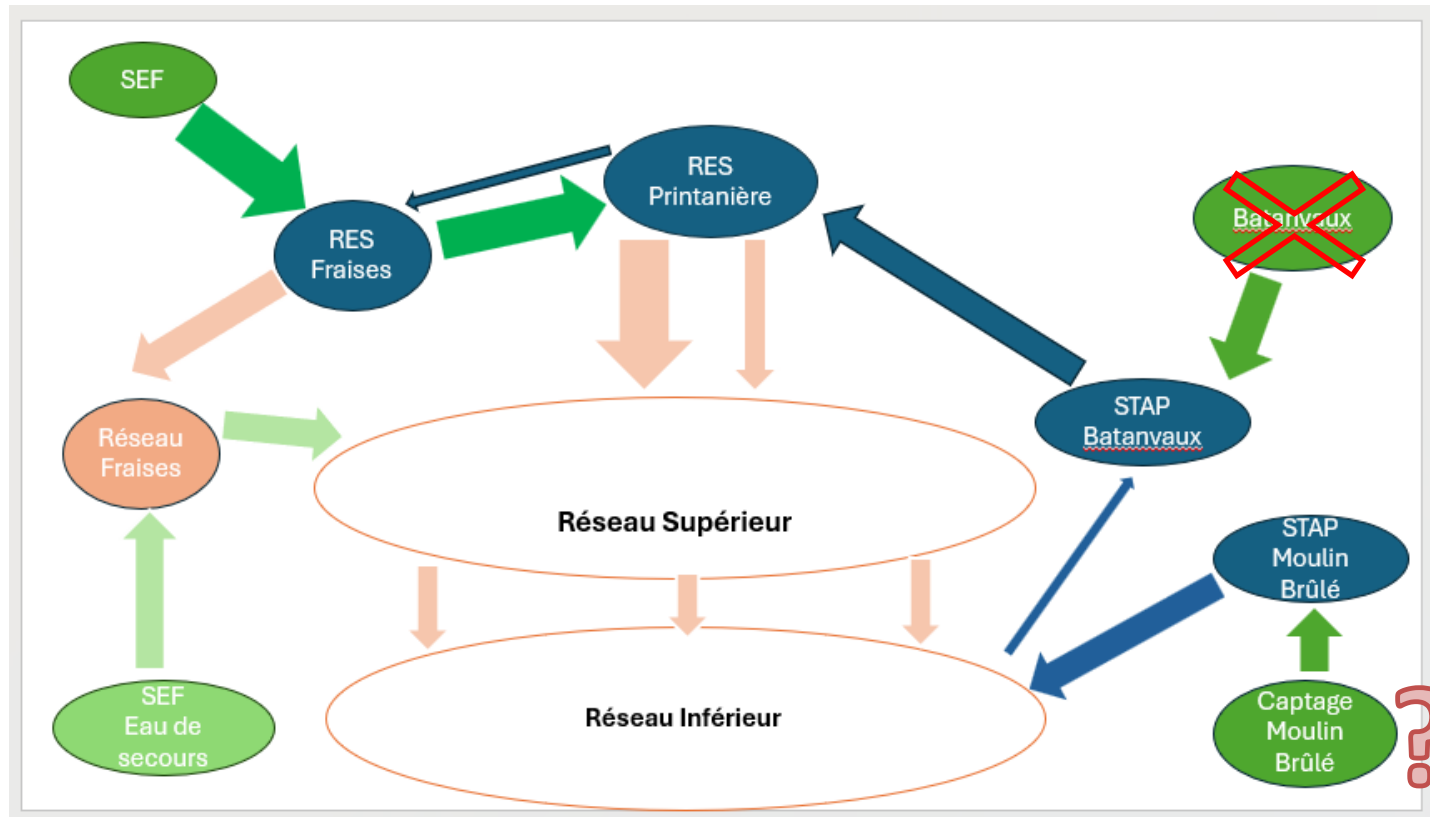 SEF
RES
Printanière
Batanvaux
RES
Fraises
STAP
Batanvaux
Réseau
Fraises
Réseau Supérieur
STAP
Moulin
Brûlé
SEF
Eau de
secours
Réseau Inférieur
Captage
Moulin
Brûlé
?